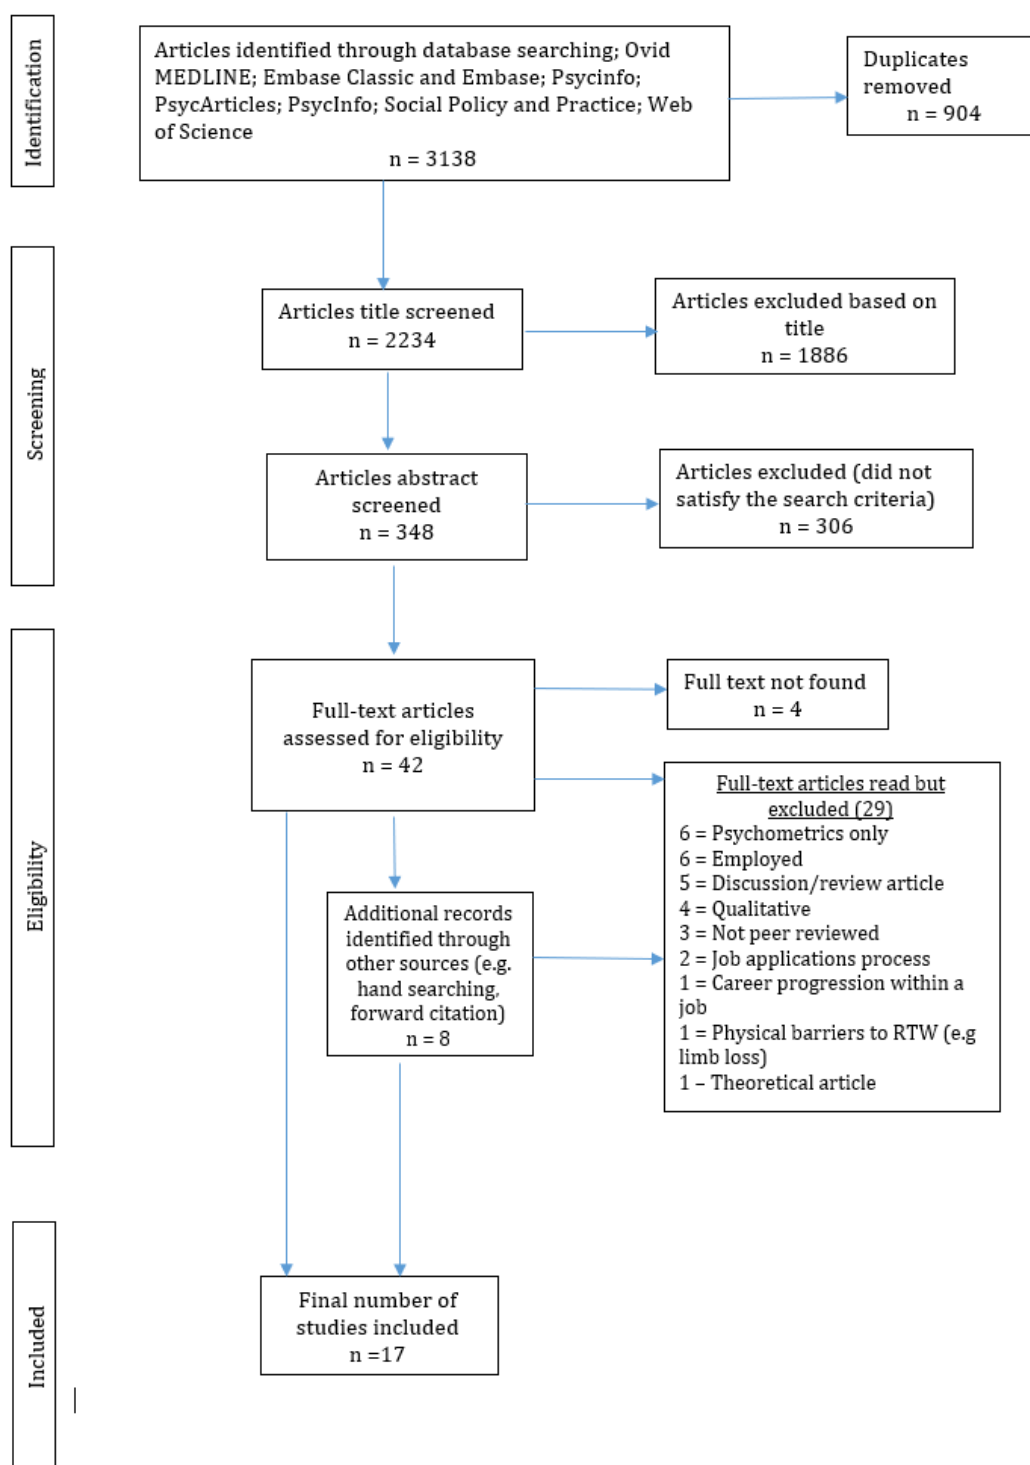 Identification
Articles identified through database searching; Ovid
MEDLINE; Embase Classic and Embase; Psycinfo;
PsycArticles; PsycInfo; Social Policy and Practice; Web
of Science
n = 3138
Duplicates
removed
n = 904
Screening
Articles title screened
n = 2234
Articles excluded based on
title
n = 1886
Articles abstract
screened
n = 348
Articles excluded (did not
satisfy the search criteria)
n = 306
Eligibility
Full-text articles
assessed for eligibility
n = 42
Full text not found
n = 4
Full-text articles read but
excluded (29)
6 = Psychometrics only
6 = Employed
5 = Discussion/review article
4 = Qualitative
3 = Not peer reviewed
2 = Job applications process
1 = Career progression within a
job
1 = Physical barriers to RTW (e.g
limb loss)
1 – Theoretical article
Additional records
identified through
other sources (e.g.
hand searching,
forward citation)
n = 8
Included
Final number of
studies included
n =17